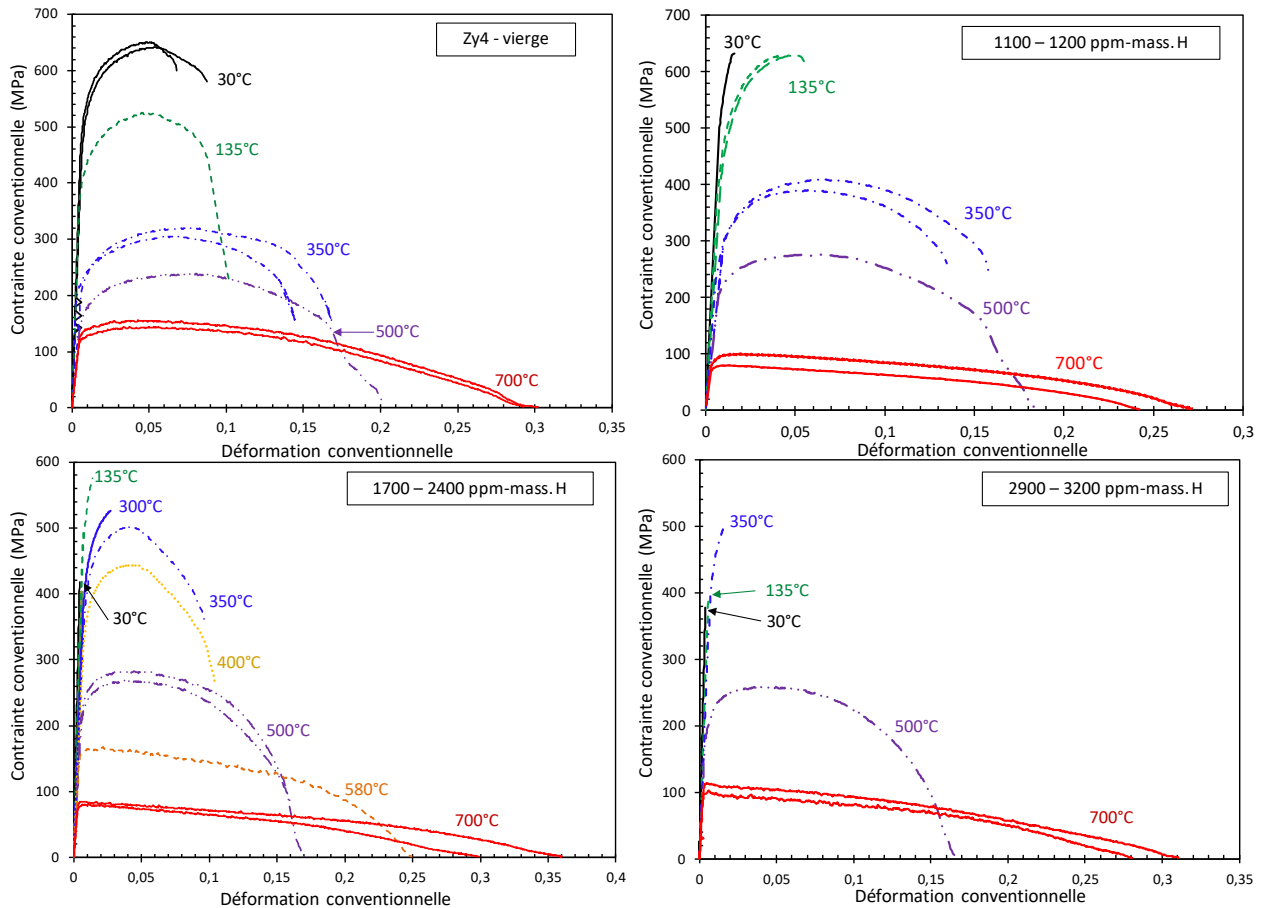 Contrainte conventionnelle (MPa)
700
600
500
400
300
200
100
0
Zy4 - vierge
30°C
135°C
350°C
500°C
700°C
0 0,05 0,1 0,15 0,2 0,25 0,3 0,35
Déformation conventionnelle
Contrainte conventionnelle (MPa)
700
600
500
400
300
200
100
0
1100 – 1200 ppm-mass. H
30°C
135°C
350°C
500°C
700°C
0 0,05 0,1 0,15 0,2 0,25 0,3
Déformation conventionnelle
Contrainte conventionnelle (MPa)
600
500
400
300
200
100
0
1700 – 2400 ppm-mass. H
135°C
300°C
350°C
30°C
400°C
500°C
580°C
700°C
0 0,05 0,1 0,15 0,2 0,25 0,3 0,35 0,4
Déformation conventionnelle
Contrainte conventionnelle (MPa)
600
500
400
300
200
100
0
2900 – 3200 ppm-mass. H
350°C
135°C
30°C
500°C
700°C
0 0,05 0,1 0,15 0,2 0,25 0,3 0,35
Déformation conventionnelle